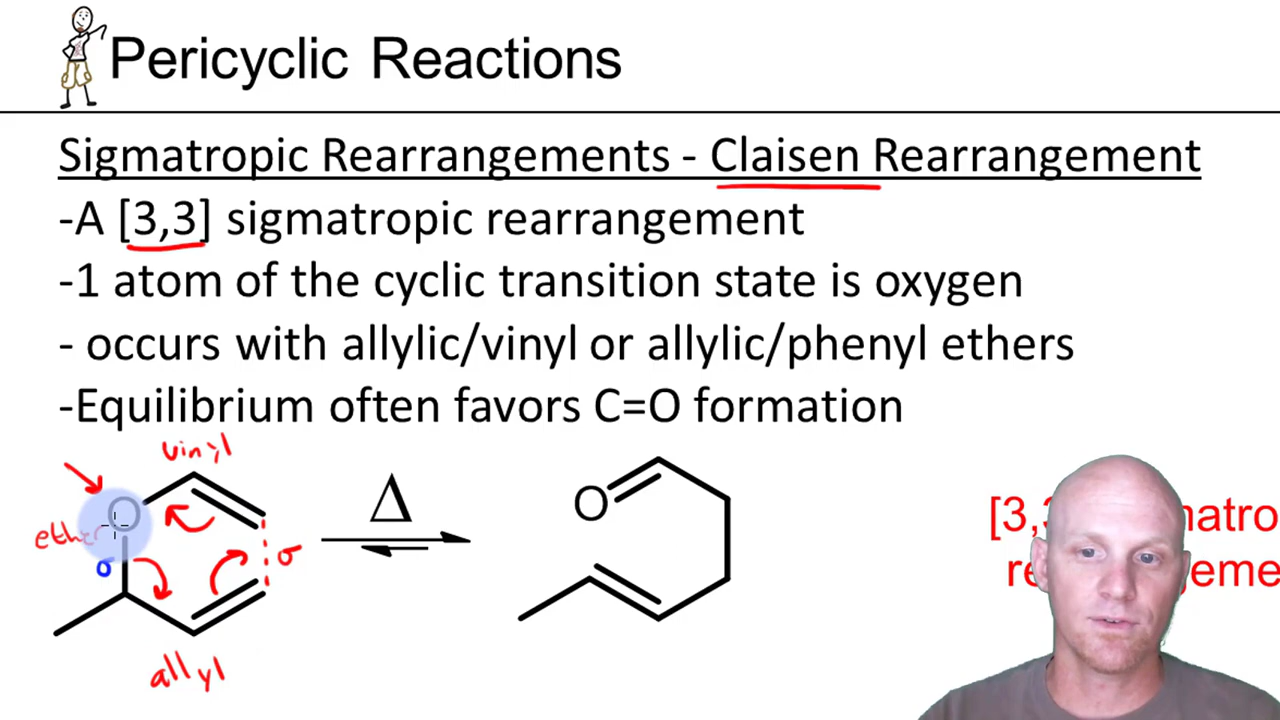 Pericyclic Reactions
Sigmatropic Rearrangements - Claisen Rearrangement
-A [3,3] sigmatropic rearrangement
-1 atom of the cyclic transition state is oxygen
- occurs with allylic/vinyl or allylic/phenyl ethers
-Equilibrium often favors C=O formation
vinyl
O
ether
σ
σ
allyl
Δ
O